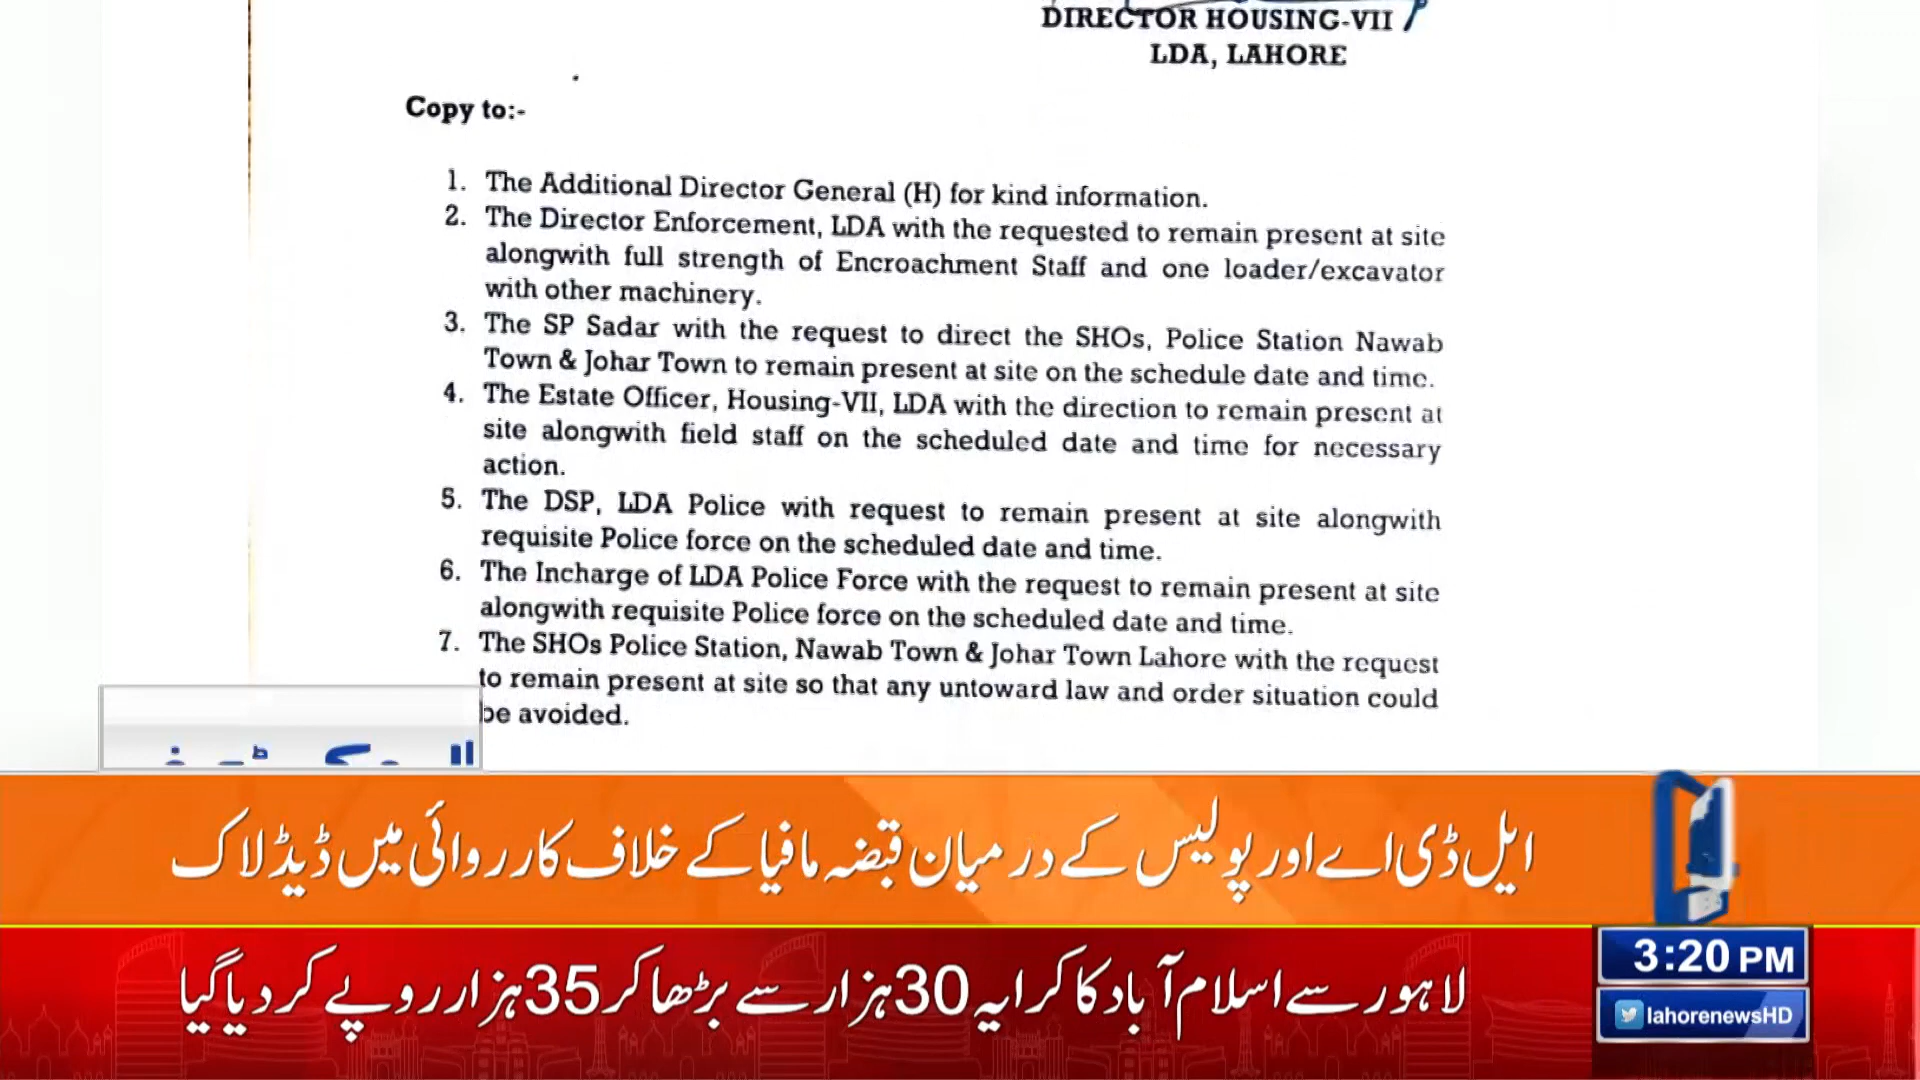 DIRECTOR HOUSING-VII
LDA, LAHORE
Copy to:-
1. The Additional Director General (H) for kind information.
2. The Director Enforcement, LDA with the requested to remain present at site
alongwith full strength of Encroachment Staff and one loader/excavator
with other machinery.
3. The SP Sadar with the request to direct the SHOs, Police Station Nawab
Town & Johar Town to remain present at site on the schedule date and time.
4. The Estate Officer, Housing-VII, LDA with the direction to remain present at
site alongwith field staff on the scheduled date and time for necessary
action.
5. The DSP, LDA Police with request to remain present at site alongwith
requisite Police force on the scheduled date and time.
6. The Incharge of LDA Police Force with the request to remain present at site
alongwith requisite Police force on the scheduled date and time.
7. The SHOs Police Station, Nawab Town & Johar Town Lahore with the request
to remain present at site so that any untoward law and order situation could
be avoided.
ایل ڈی اے اور پولیس کے درمیان قبضہ مافیا کے خلاف کارروائی میں ڈیڈ لاک
لاہور سے اسلام آباد کا کرایہ 30 ہزار سے بڑھا کر 35 ہزار روپے کر دیا گیا
3:20 PM
lahorenewsHD